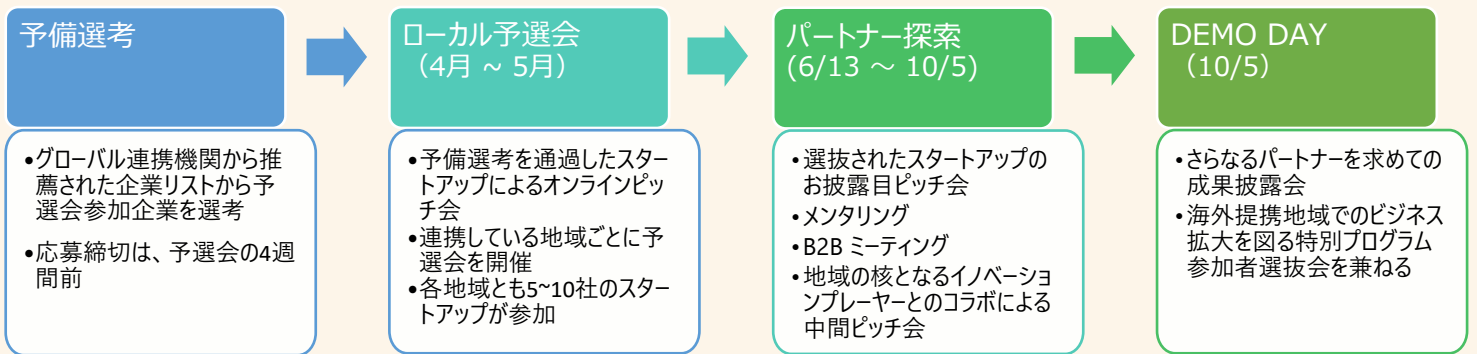 予備選考
•グローバル連携機関から推
薦された企業リストから予
選会参加企業を選考
•応募締切は、予選会の4週
間前
ローカル予選会
（4月 ~ 5月）
•予備選考を通過したスター
トアップによるオンラインピッ
チ会
•連携している地域ごとに予
選会を開催
•各地域とも5~10社のスター
トアップが参加
パートナー探索
(6/13 ～ 10/5)
•選抜されたスタートアップの
お披露目ピッチ会
•メンタリング
•B2B ミーティング
•地域の核となるイノベーショ
ンプレーヤーとのコラボによる
中間ピッチ会
DEMO DAY
（10/5）
•さらなるパートナーを求めての
成果披露会
•海外提携地域でのビジネス
拡大を図る特別プログラム
参加者選抜会を兼ねる